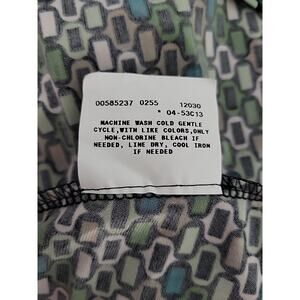 00585237 0255 12030
* 04-53C13
MACHINE WASH COLD GENTLE
CYCLE,WITH LIKE COLORS,ONLY
NON-CHLORINE BLEACH IF
NEEDED, LINE DRY, COOL IRON
IF NEEDED